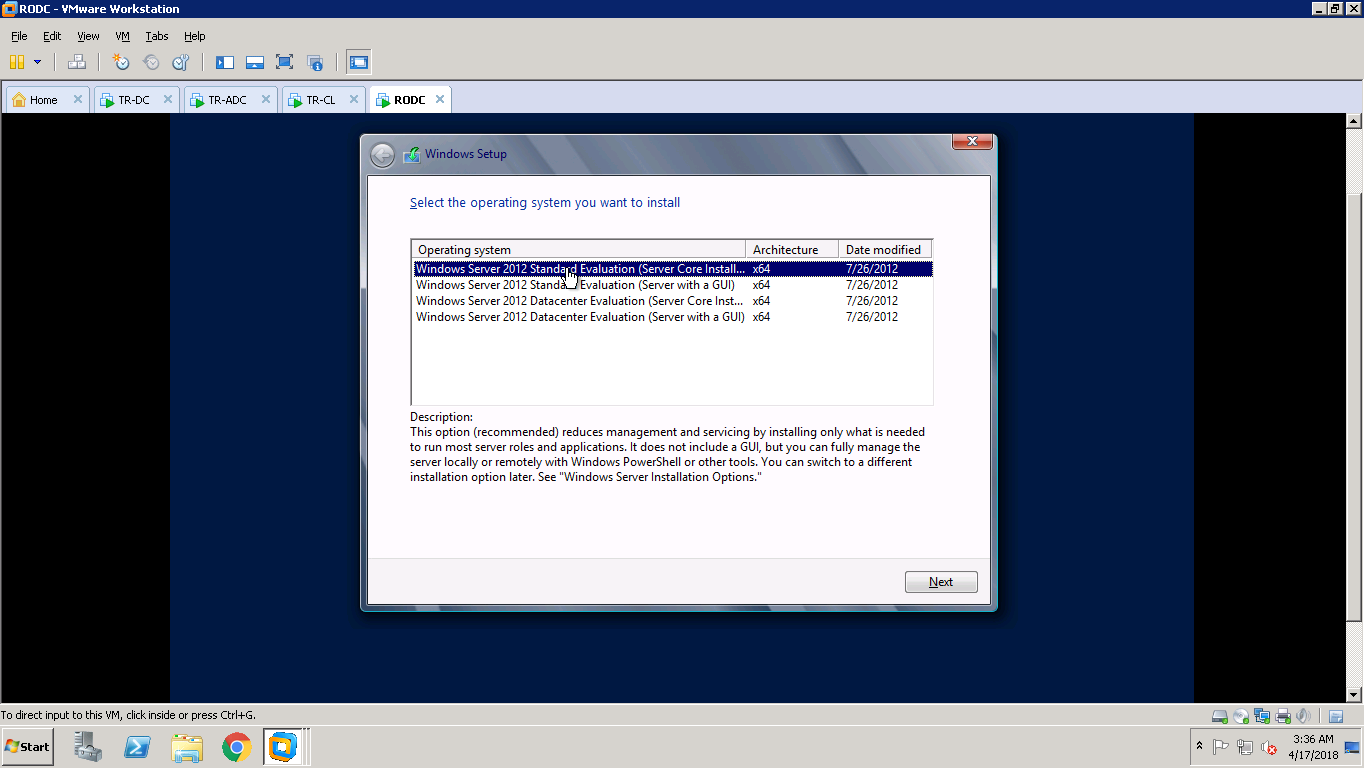 RODC - VMware Workstation
File Edit View VM Tabs Help
Home TR-DC TR-ADC TR-CL RODC
Windows Setup
Select the operating system you want to install
Operating system Architecture Date modified
Windows Server 2012 Standard Evaluation (Server Core Install... x64 7/26/2012
Windows Server 2012 Standard Evaluation (Server with a GUI) x64 7/26/2012
Windows Server 2012 Datacenter Evaluation (Server Core Inst... x64 7/26/2012
Windows Server 2012 Datacenter Evaluation (Server with a GUI) x64 7/26/2012
Description:
This option (recommended) reduces management and servicing by installing only what is needed
to run most server roles and applications. It does not include a GUI, but you can fully manage the
server locally or remotely with Windows PowerShell or other tools. You can switch to a different
installation option later. See "Windows Server Installation Options."
Next
To direct input to this VM, click inside or press Ctrl+G.
Start
3:36 AM
4/17/2018